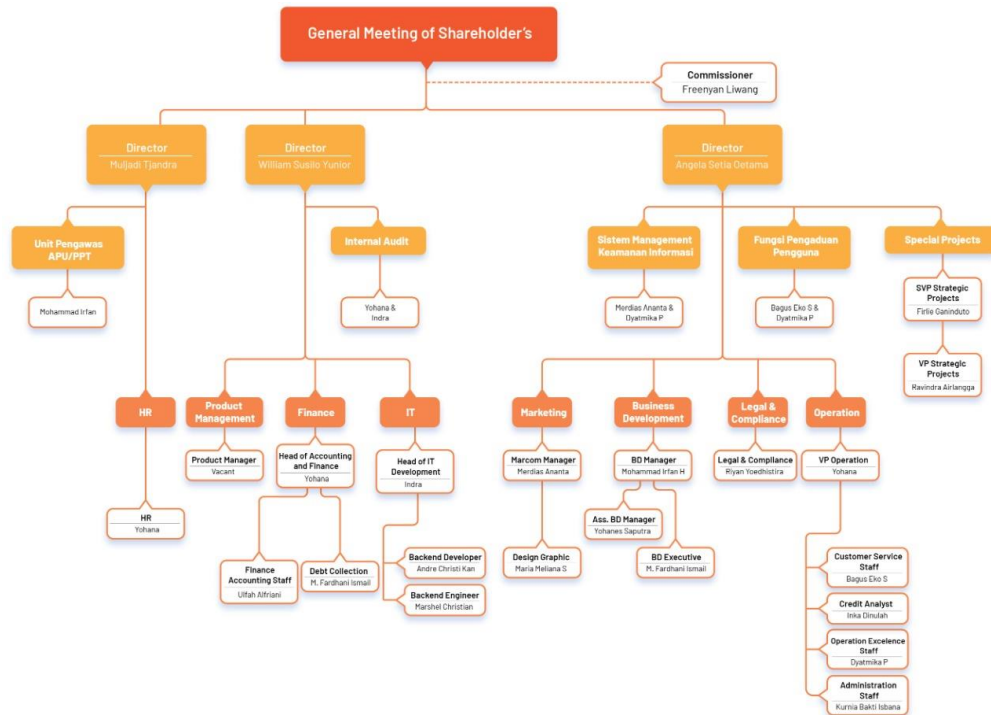 General Meeting of Shareholder's
Commissioner
Freenyan Liwang
Director
Muljadi Tjandra
Director
William Susilo Yunior
Director
Angela Setia Oetama
Unit Pengawas
APU/PPT
Mohammad Irfan
Internal Audit
Yohana &
Indra
Sistem Management
Keamanan Informasi
Merdias Ananta &
Dyatmika P
Fungsi Pengaduan
Pengguna
Bagus Eko S &
Dyatmika P
Special Projects
SVP Strategic
Projects
Firlie Ganinduto
VP Strategic
Projects
Ravindra Airlangga
HR
HR
Yohana
Product
Management
Product Manager
Vacant
Finance
Head of Accounting
and Finance
Yohana
Finance
Accounting Staff
Ulfah Alfriani
Debt Collection
M. Fardhani Ismail
IT
Head of IT
Development
Indra
Backend Developer
Andre Christi Kan
Backend Engineer
Marshel Christian
Marketing
Marcom Manager
Merdias Ananta
Design Graphic
Maria Meliana S
Business
Development
BD Manager
Mohammad Irfan H
Ass. BD Manager
Yohanes Saputra
BD Executive
M. Fardhani Ismail
Legal &
Compliance
Legal & Compliance
Riyan Yoedhistira
Operation
VP Operation
Yohana
Customer Service
Staff
Bagus Eko S
Credit Analyst
Inka Dinulah
Operation Excelence
Staff
Dyatmika P
Administration
Staff
Kurnia Bakti Isbana